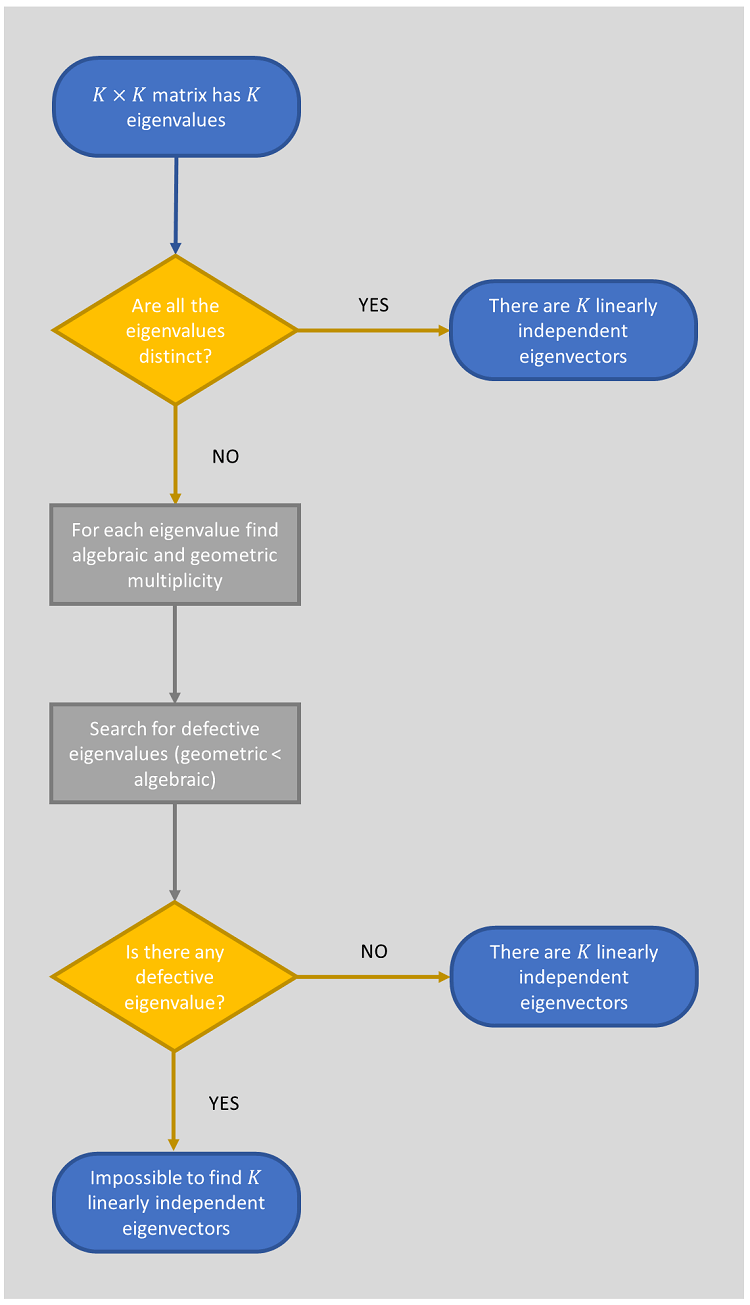 K × K matrix has K
eigenvalues
Are all the
eigenvalues
distinct?
YES
There are K linearly
independent
eigenvectors
NO
For each eigenvalue find
algebraic and geometric
multiplicity
Search for defective
eigenvalues (geometric <
algebraic)
Is there any
defective
eigenvalue?
NO
There are K linearly
independent
eigenvectors
YES
Impossible to find K
linearly independent
eigenvectors